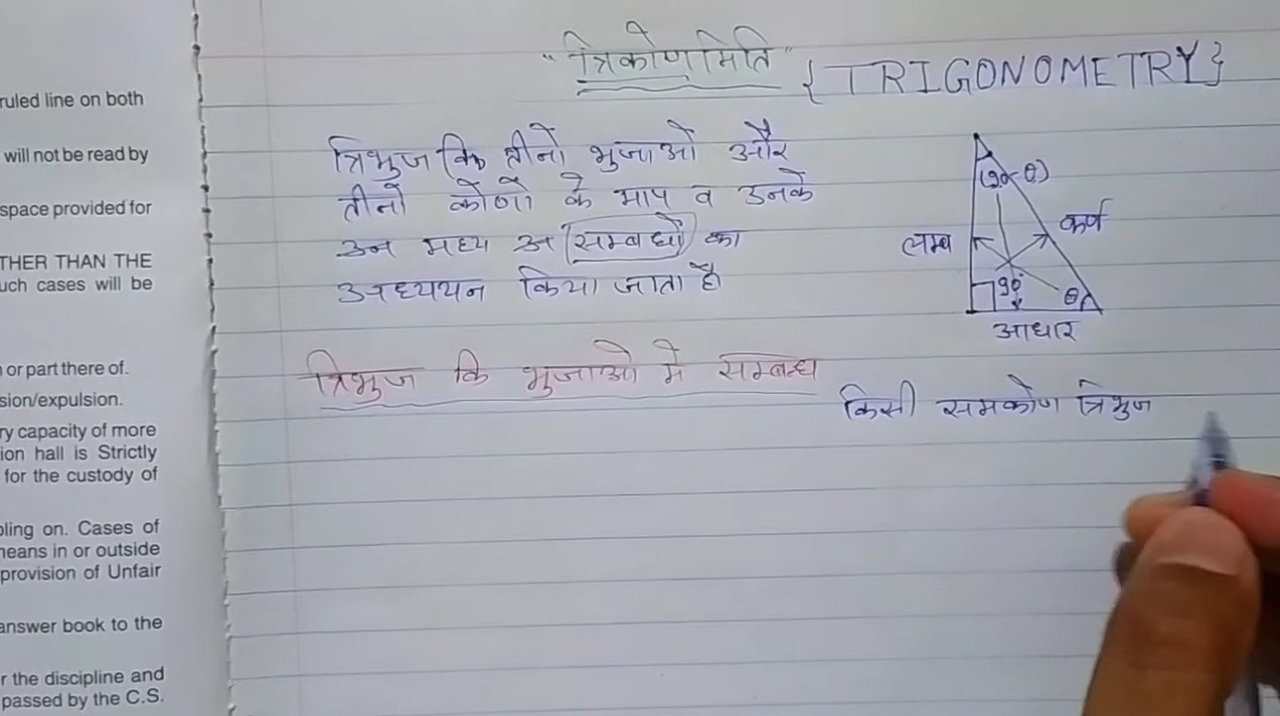 ruled line on both
will not be read by
space provided for
THER THAN THE
uch cases will be
or part there of.
sion/expulsion.
ry capacity of more
ion hall is Strictly
for the custody of
oling on. Cases of
means in or outside
provision of Unfair
answer book to the
r the discipline and
passed by the C.S.
"त्रिकोणमिति" {TRIGONOMETRY}
त्रिभुज कि तीनो भुजाओ और
तीनो कोणो के माप व उनके
मध्य सम्बधो का
अध्ययन किया जाता है
(90-θ)
लम्ब
कर्ण
90°
θ
आधार
त्रिभुज कि भुजाओ मे सम्बन्ध
किसी समकोण त्रिभुज